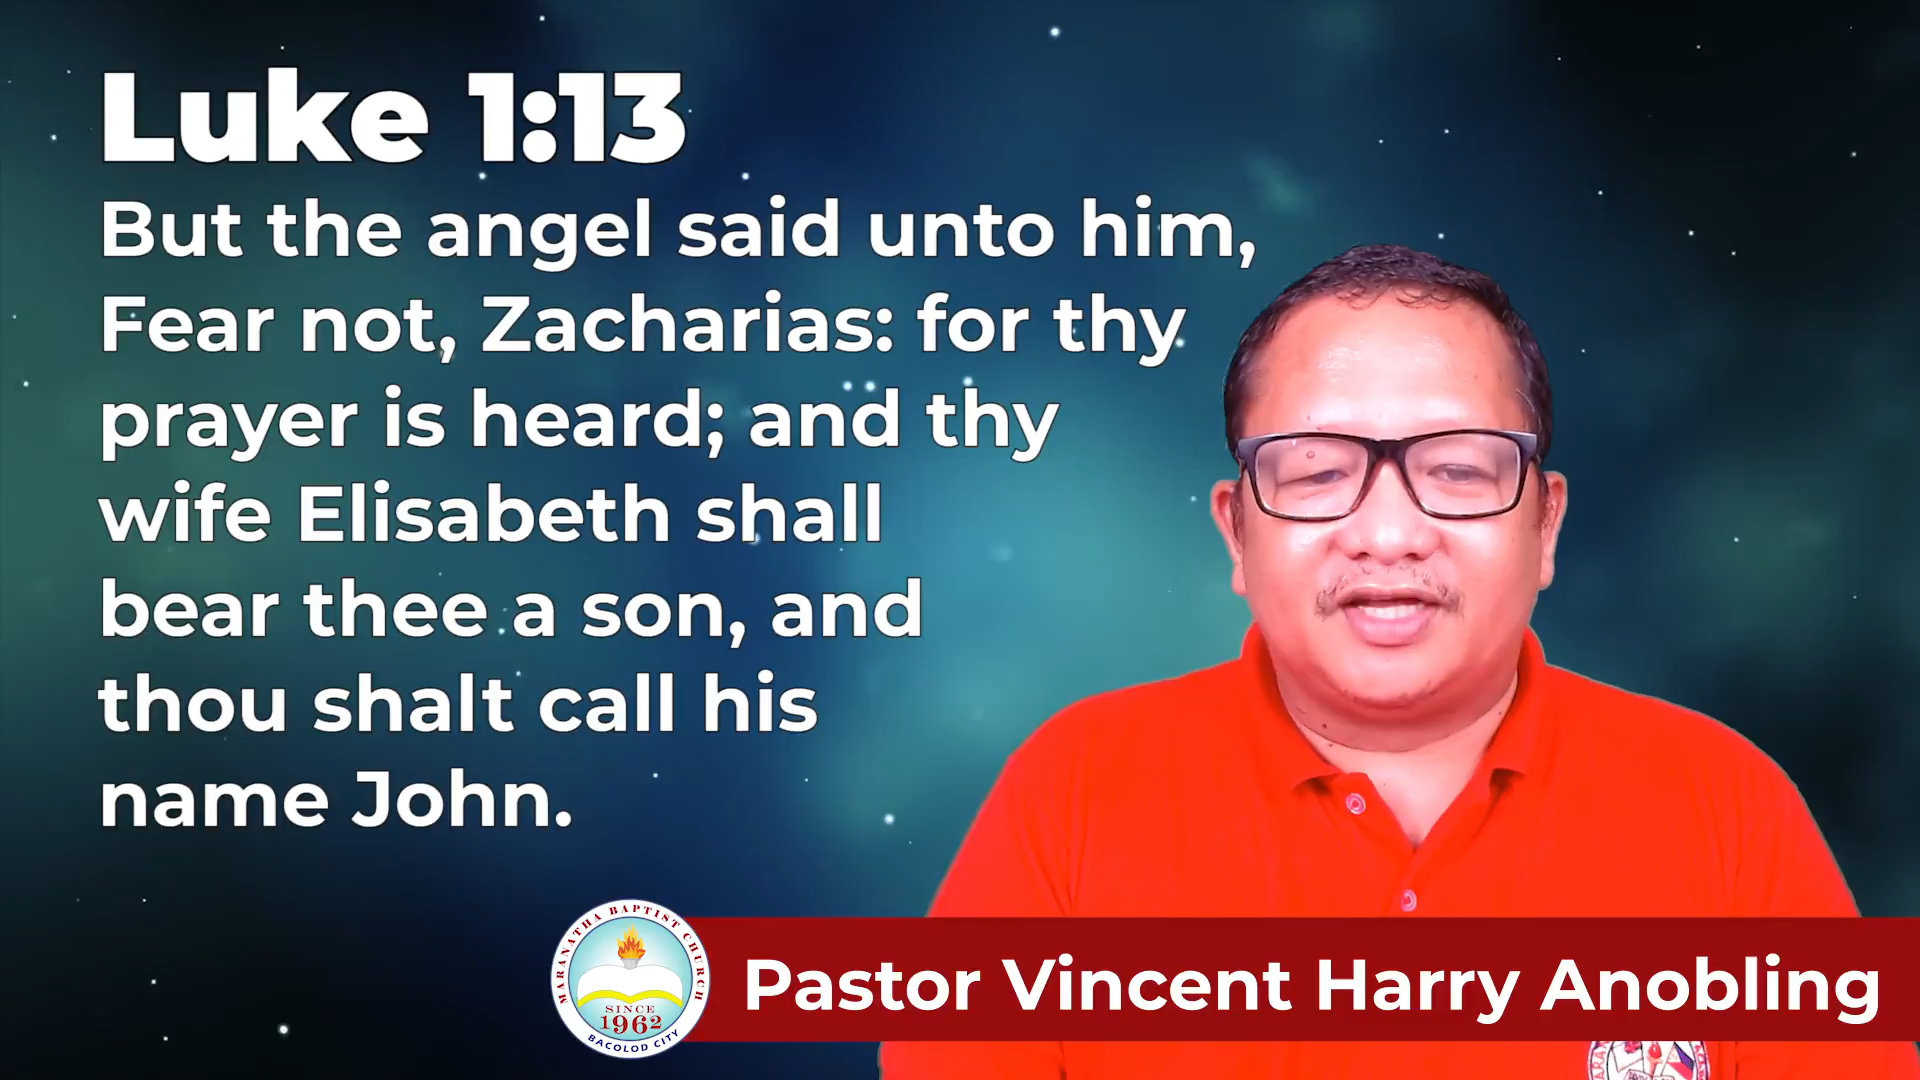 Luke 1:13
But the angel said unto him,
Fear not, Zacharias: for thy
prayer is heard; and thy
wife Elisabeth shall
bear thee a son, and
thou shalt call his
name John.
MARANATHA BAPTIST CHURCH
SINCE
1962
BACOLOD CITY
Pastor Vincent Harry Anobling